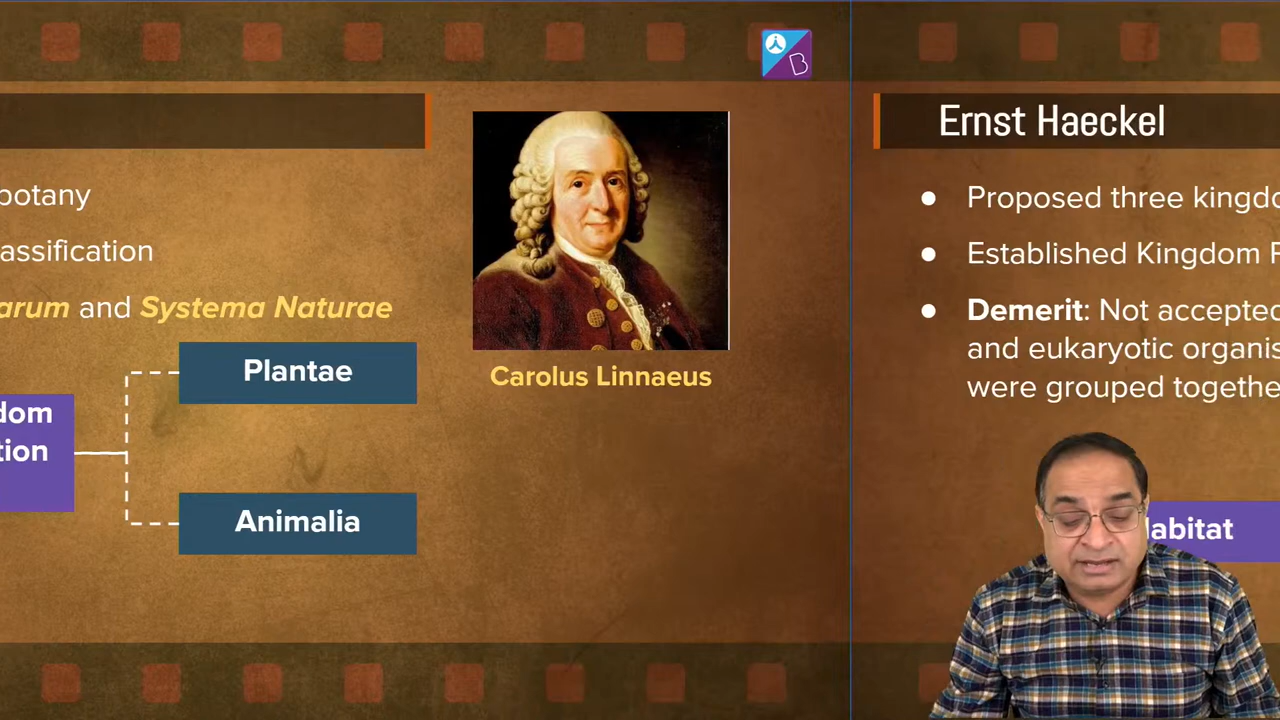 botany
assification
arum and Systema Naturae
Plantae
dom
tion
Animalia
Carolus Linnaeus
B
Ernst Haeckel
● Proposed three kingdo
● Established Kingdom
● Demerit: Not accepted
and eukaryotic organis
were grouped togethe
abitat